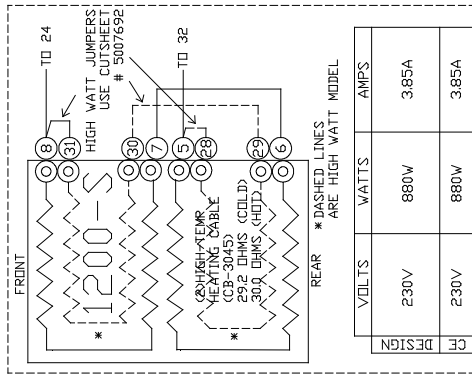 TO 24
HIGH WATT JUMPERS
USE CUTSHEET
# 5007692
TO 32
8
31
30
7
5
28
29
6
FRONT
1200-S
*
(2)HIGH TEMP
HEATING CABLE
(CB-3045)
29.2 OHMS (COLD)
30.0 OHMS (HOT)
*
REAR
*DASHED LINES
ARE HIGH WATT MODEL
VOLTS WATTS AMPS
DESIGN 230V 880W 3.85A
CE 230V 880W 3.85A